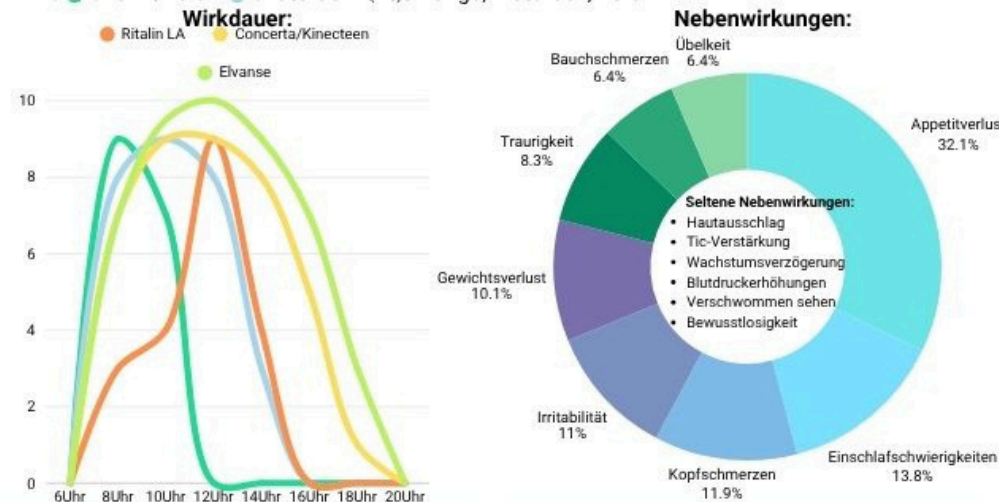 Wirkdauer:
Ritalin LA
Concerta/Kinecteen
Elvanse
10
8
6
4
2
0
6Uhr 8Uhr 10Uhr 12Uhr 14Uhr 16Uhr 18Uhr 20Uhr
Nebenwirkungen:
Übelkeit
6.4%
Bauchschmerzen
6.4%
Traurigkeit
8.3%
Gewichtsverlust
10.1%
Irritabilität
11%
Kopfschmerzen
11.9%
Einschlafschwierigkeiten
13.8%
Appetitverlus
32.1%
Seltene Nebenwirkungen:
• Hautausschlag
• Tic-Verstärkung
• Wachstumsverzögerung
• Blutdruckerhöhungen
• Verschwommen sehen
• Bewusstlosigkeit